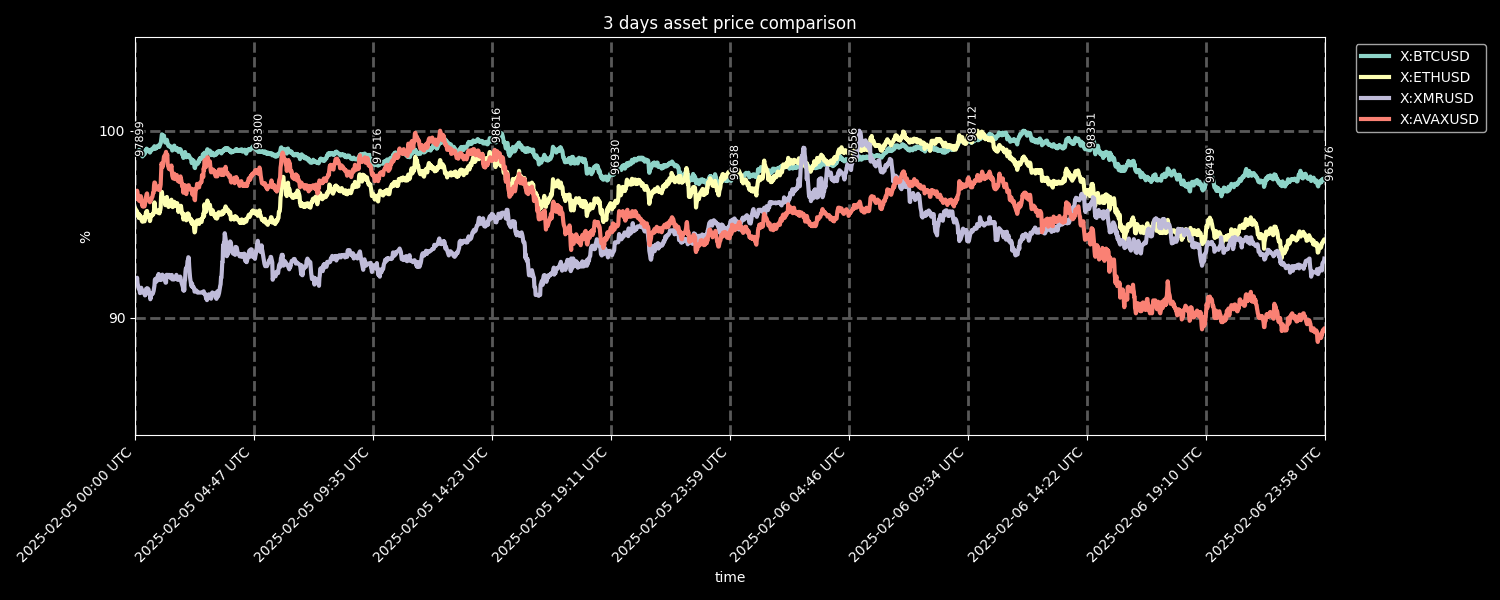 3 days asset price comparison
X:BTCUSD
X:ETHUSD
X:XMRUSD
X:AVAXUSD
100
90
%
97899
98300
97516
98616
96930
96638
97556
98712
98351
96499
96576
2025-02-05 00:00 UTC
2025-02-05 04:47 UTC
2025-02-05 09:35 UTC
2025-02-05 14:23 UTC
2025-02-05 19:11 UTC
2025-02-05 23:59 UTC
2025-02-06 04:46 UTC
2025-02-06 09:34 UTC
2025-02-06 14:22 UTC
2025-02-06 19:10 UTC
2025-02-06 23:58 UTC
time